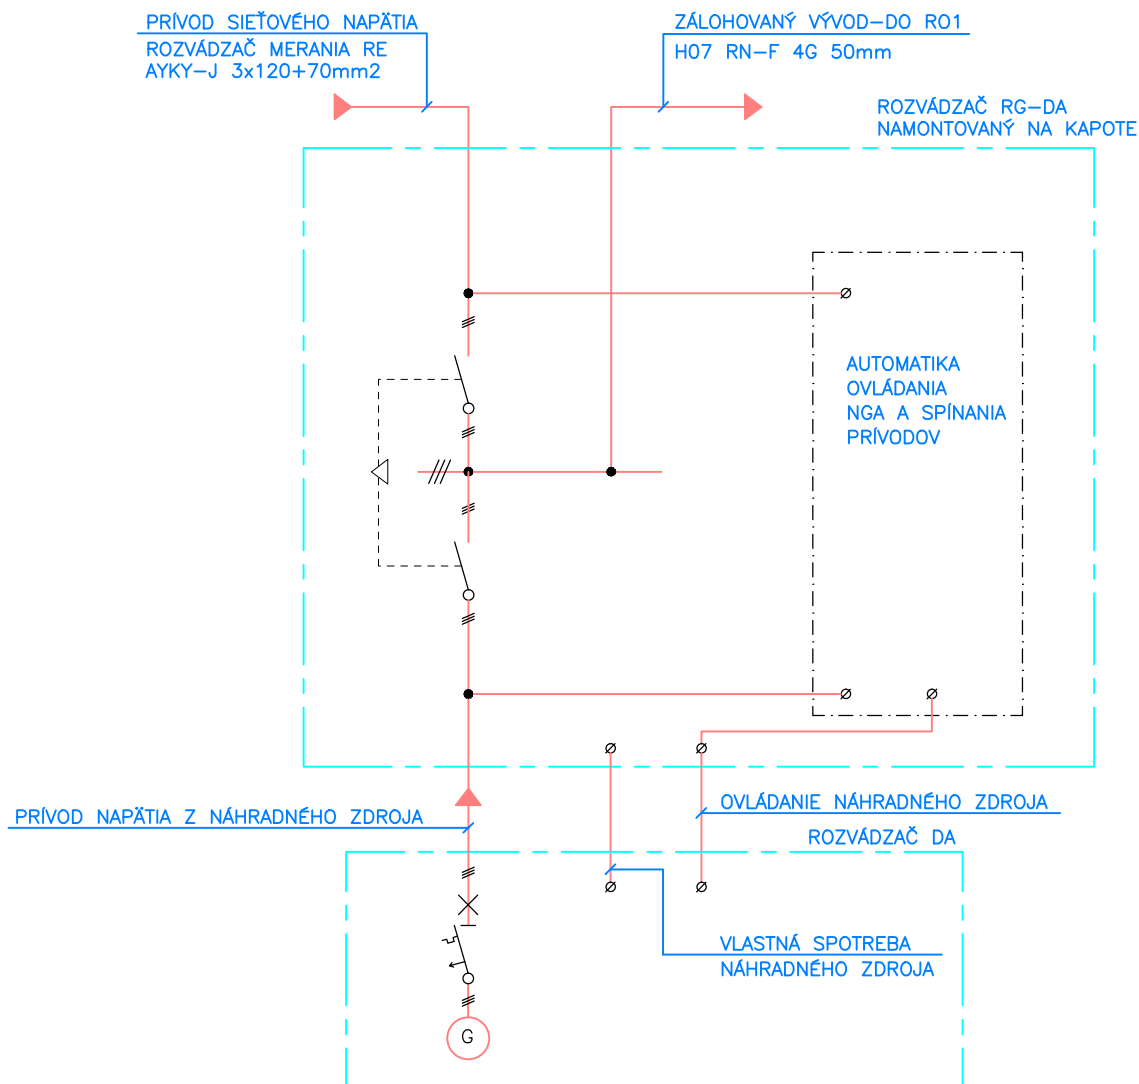 PRÍVOD SIEŤOVÉHO NAPÄTIA
ROZVÁDZAČ MERANIA RE
AYKY-J 3x120+70mm2
ZÁLOHOVANÝ VÝVOD-DO RO1
H07 RN-F 4G 50mm
ROZVÁDZAČ RG-DA
NAMONTOVANÝ NA KAPOTE
AUTOMATIKA
OVLÁDANIA
NGA A SPÍNANIA
PRÍVODOV
PRÍVOD NAPÄTIA Z NÁHRADNÉHO ZDROJA
OVLÁDANIE NÁHRADNÉHO ZDROJA
ROZVÁDZAČ DA
VLASTNÁ SPOTREBA
NÁHRADNÉHO ZDROJA
G